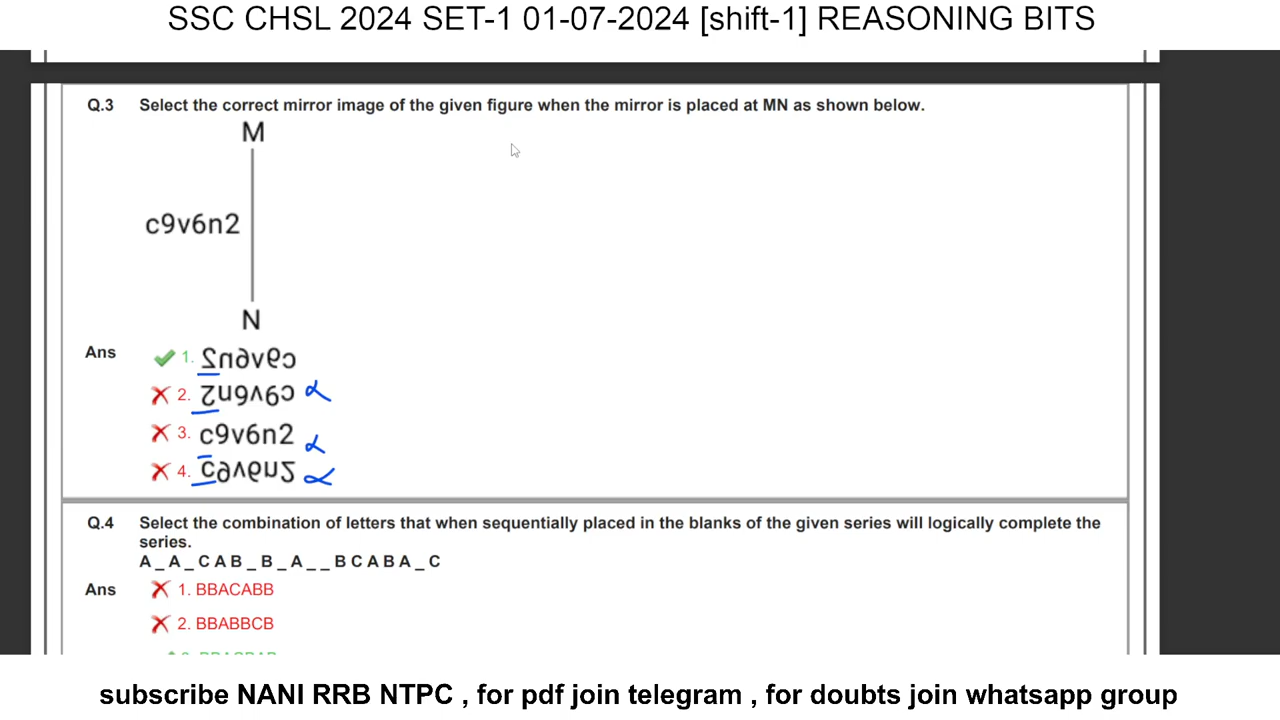 SSC CHSL 2024 SET-1 01-07-2024 [shift-1] REASONING BITS
Q.3 Select the correct mirror image of the given figure when the mirror is placed at MN as shown below.
M
c9v6n2
N
Ans
1.
2.
3. c9v6n2
4.
Q.4 Select the combination of letters that when sequentially placed in the blanks of the given series will logically complete the
series.
A _ A _ C A B _ B _ A _ _ B C A B A _ C
Ans 1. BBACABB
2. BBABBCB
subscribe NANI RRB NTPC , for pdf join telegram , for doubts join whatsapp group